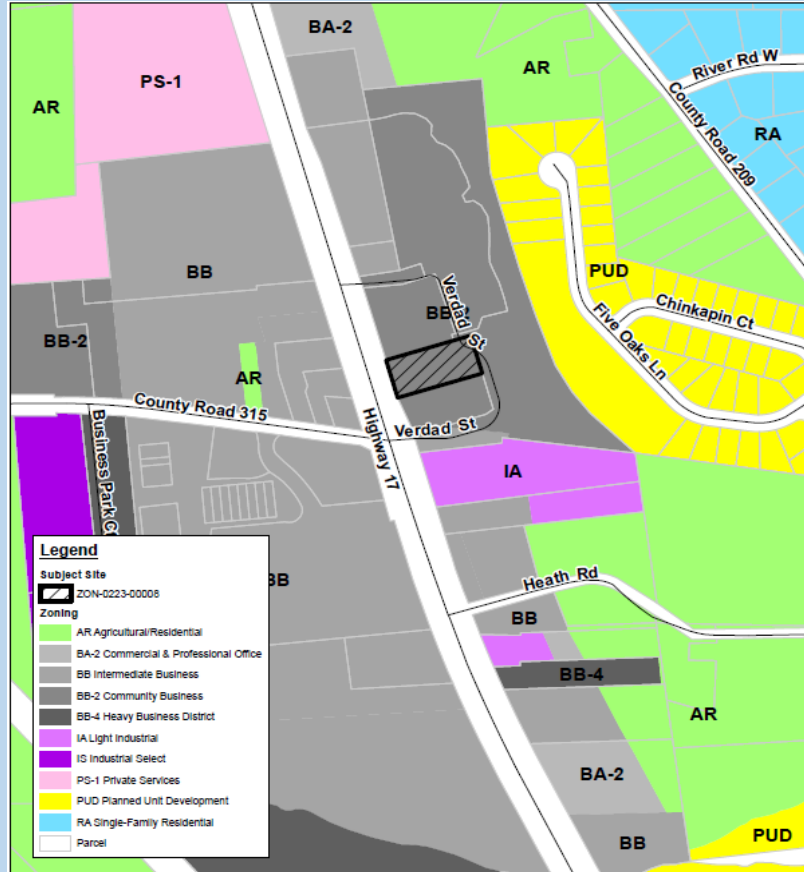 BA-2
AR
River Rd W
PS-1
AR
County Road 209
RA
PUD
BB
Verdad St
Chinkapin Ct
BB-2
Five Oaks Ln
BB-2
AR
County Road 315
Highway 17
Verdad St
Business Park
IA
Heath Rd
BB
BB
BB-4
AR
BA-2
BB
PUD
Legend
Subject Site
ZON-0223-00008
Zoning
AR Agricultural/Residential
BA-2 Commercial & Professional Office
BB Intermediate Business
BB-2 Community Business
BB-4 Heavy Business District
IA Light Industrial
IS Industrial Select
PS-1 Private Services
PUD Planned Unit Development
RA Single-Family Residential
Parcel